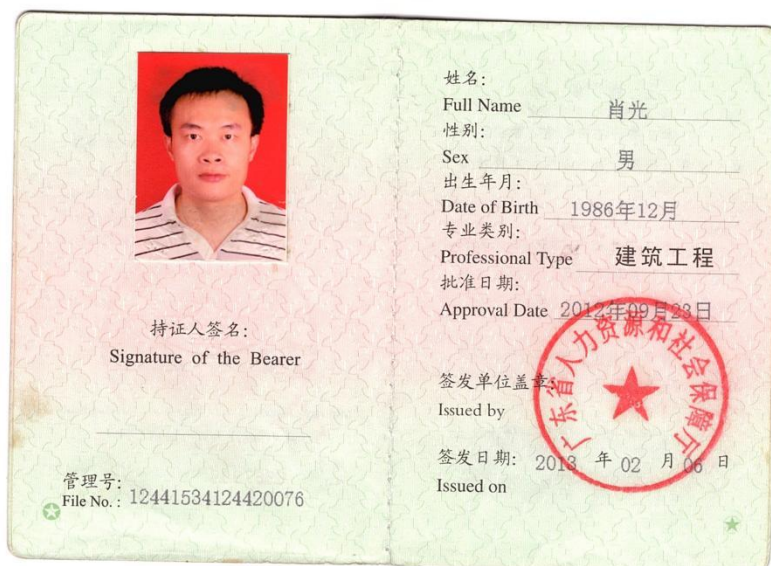 持证人签名:
Signature of the Bearer
管理号:
File No. : 12441534124420076
姓名:
Full Name 肖光
性别:
Sex 男
出生年月:
Date of Birth 1986年12月
专业类别:
Professional Type 建筑工程
批准日期:
Approval Date 2012年09月23日
签发单位盖章:
Issued by
广东省人力资源和社会保障厅
签发日期: 2013 年 02 月 06 日
Issued on